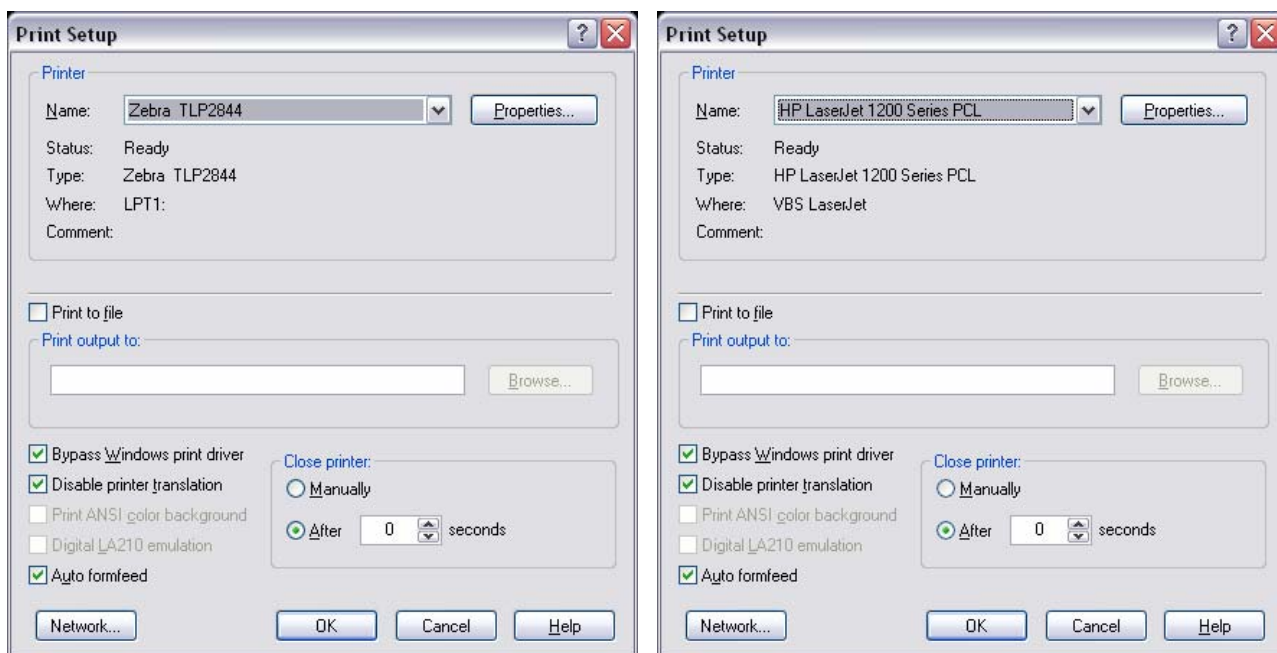 Print Setup
Printer
Name: Zebra TLP2844 Properties...
Status: Ready
Type: Zebra TLP2844
Where: LPT1:
Comment:
Print to file
Print output to:
Browse...
Bypass Windows print driver
Disable printer translation
Print ANSI color background
Digital LA210 emulation
Auto formfeed
Close printer:
Manually
After 0 seconds
Network... OK Cancel Help
Print Setup
Printer
Name: HP LaserJet 1200 Series PCL Properties...
Status: Ready
Type: HP LaserJet 1200 Series PCL
Where: VBS LaserJet
Comment:
Print to file
Print output to:
Browse...
Bypass Windows print driver
Disable printer translation
Print ANSI color background
Digital LA210 emulation
Auto formfeed
Close printer:
Manually
After 0 seconds
Network... OK Cancel Help